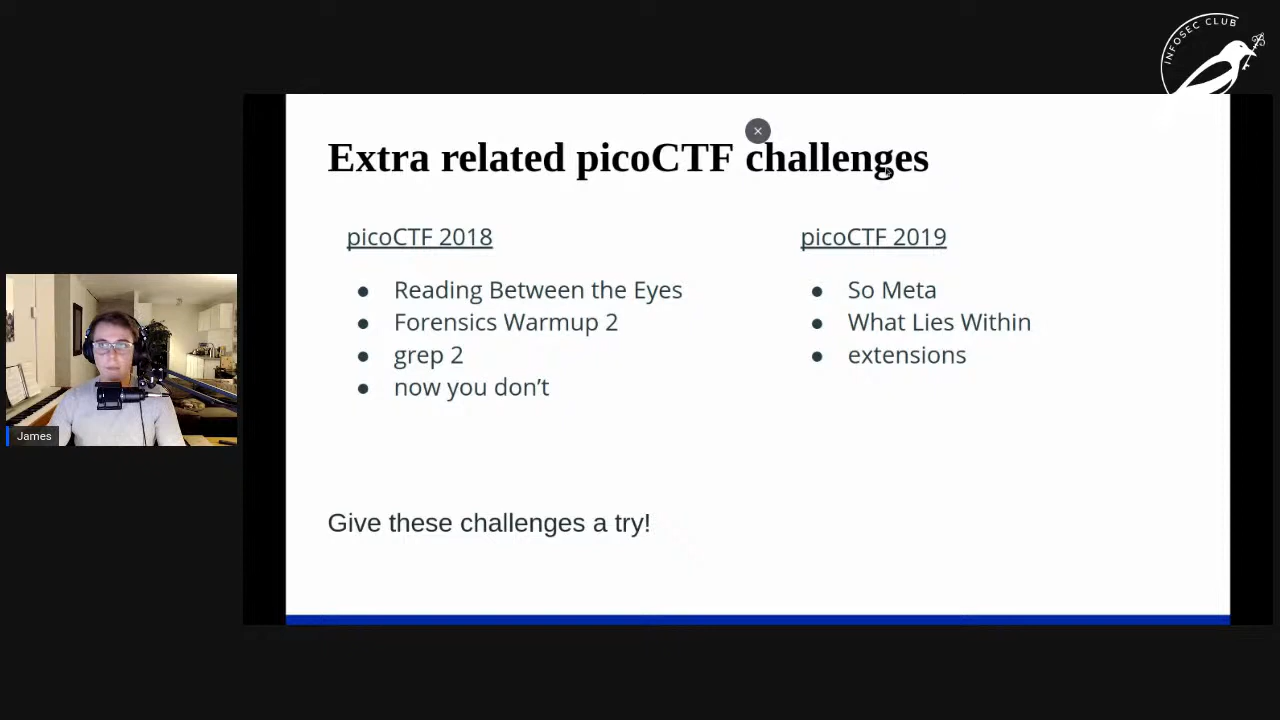 INFOSEC CLUB
Extra related picoCTF challenges
picoCTF 2018
● Reading Between the Eyes
● Forensics Warmup 2
● grep 2
● now you don’t
picoCTF 2019
● So Meta
● What Lies Within
● extensions
Give these challenges a try!
James